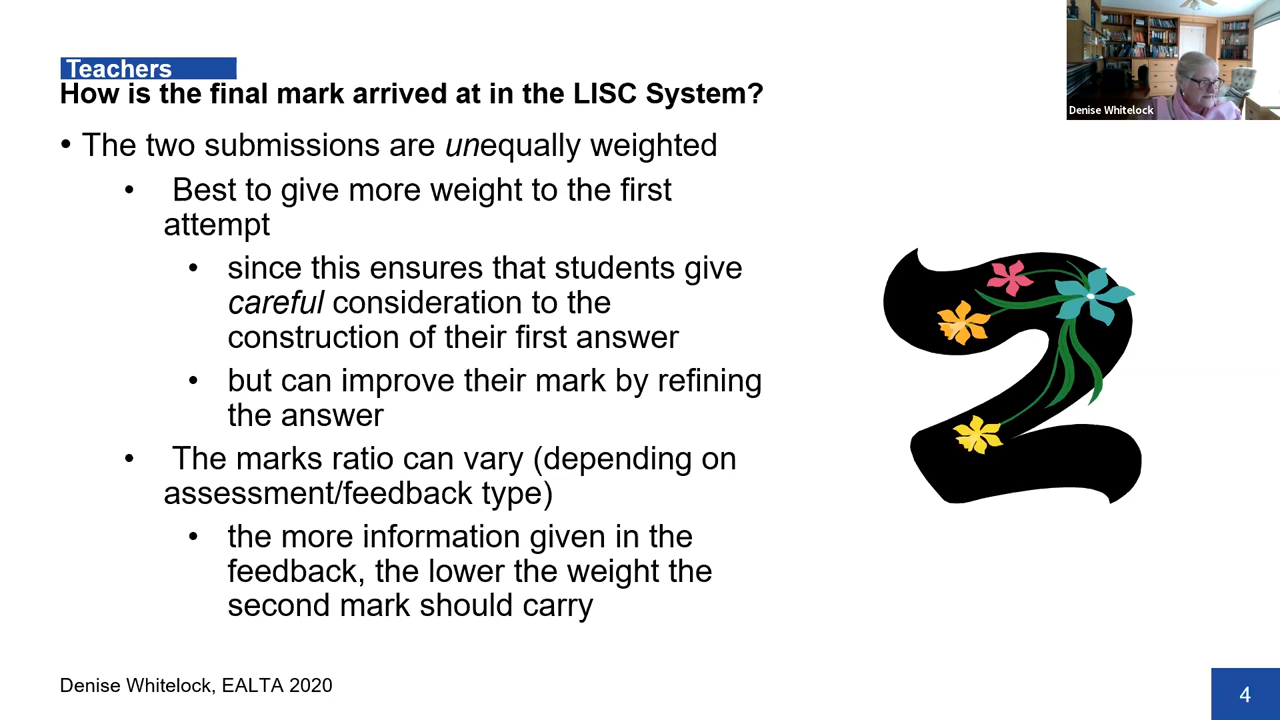 Teachers
How is the final mark arrived at in the LISC System?
• The two submissions are unequally weighted
• Best to give more weight to the first
attempt
• since this ensures that students give
careful consideration to the
construction of their first answer
• but can improve their mark by refining
the answer
• The marks ratio can vary (depending on
assessment/feedback type)
• the more information given in the
feedback, the lower the weight the
second mark should carry
2
Denise Whitelock, EALTA 2020
4
Denise Whitelock